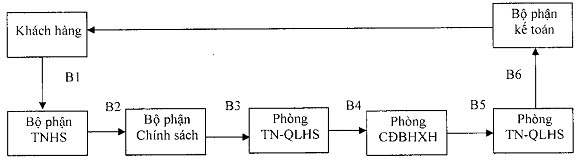 Khách hàng
Bộ phận
kế toán
B1
B6
Bộ phận
TNHS
B2
Bộ phận
Chính sách
B3
Phòng
TN-QLHS
B4
Phòng
CĐBHXH
B5
Phòng
TN-QLHS